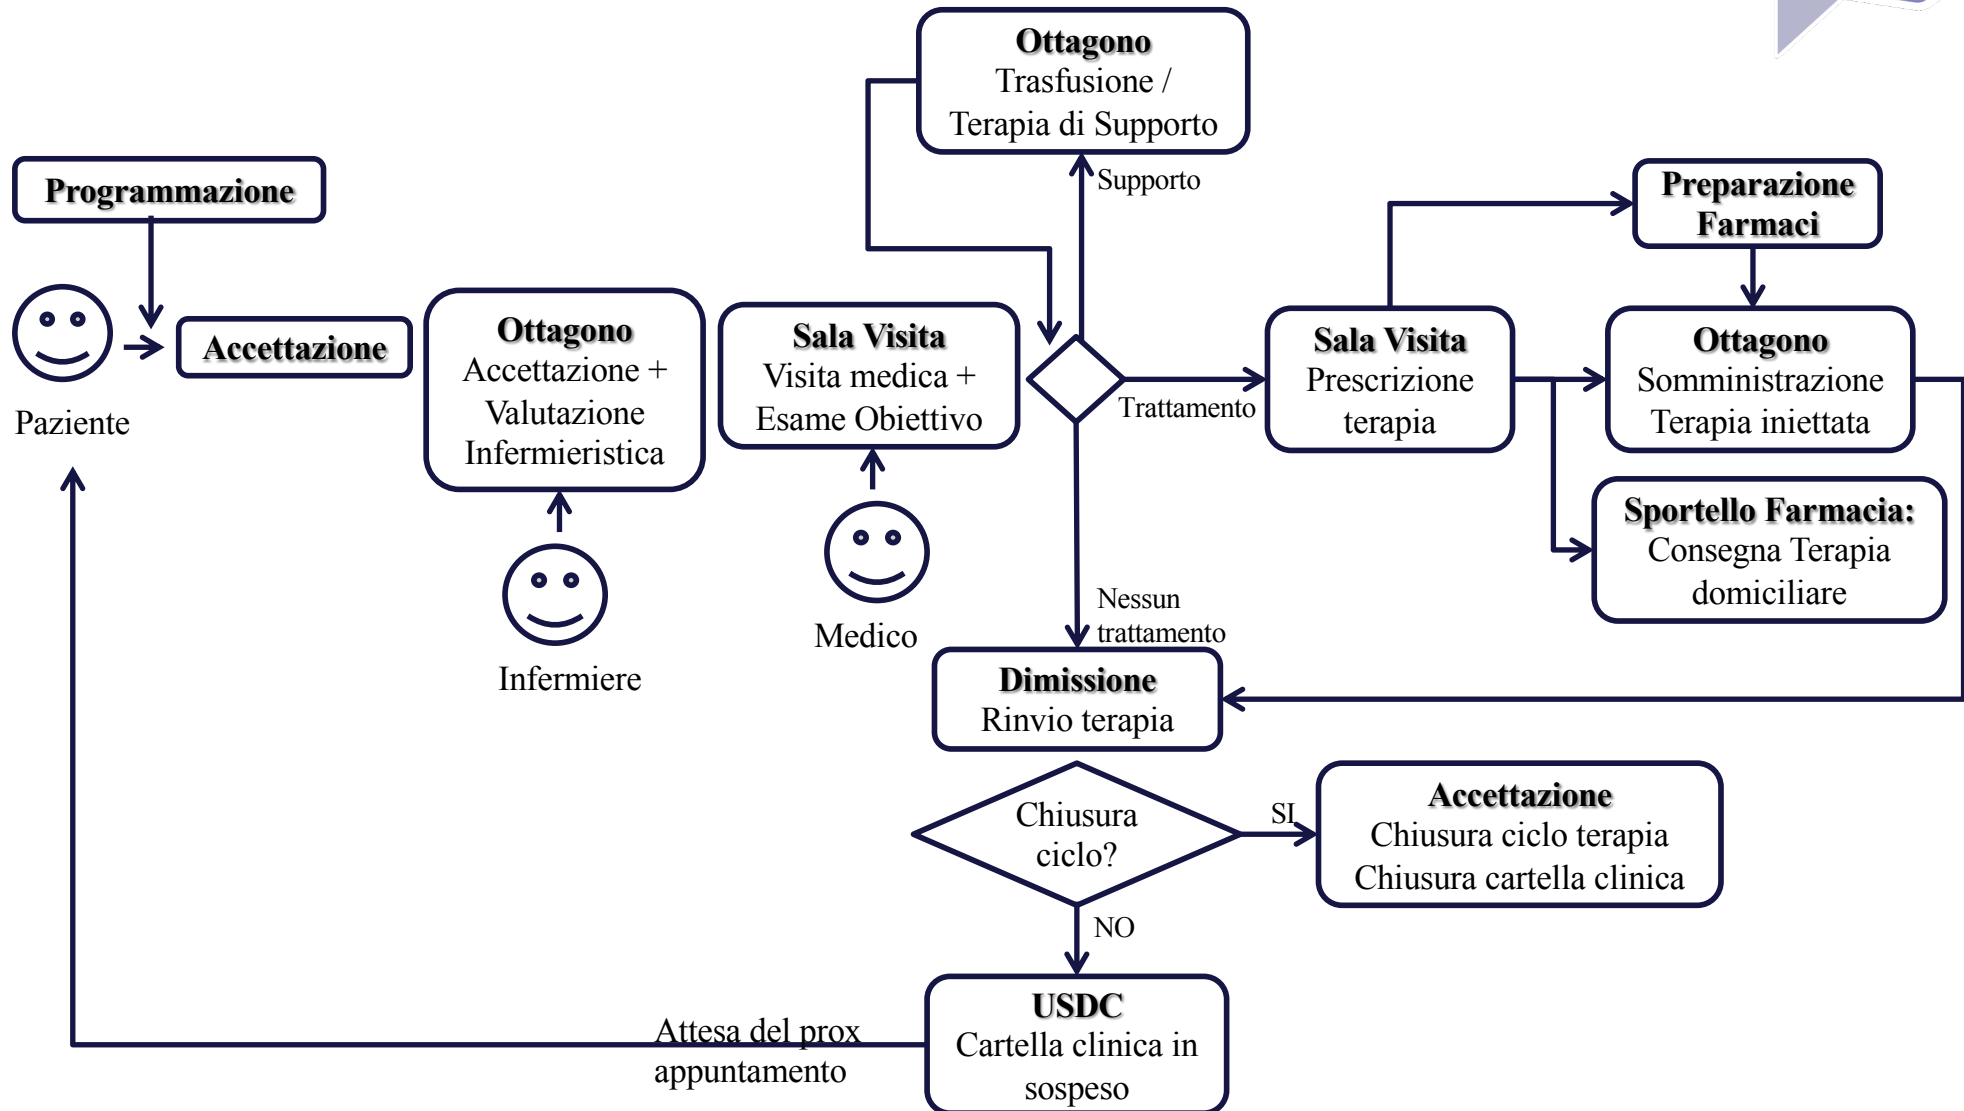 Ottagono
Trasfusione /
Terapia di Supporto
Programmazione
Supporto
Preparazione
Farmaci
Paziente
Accettazione
Ottagono
Accettazione +
Valutazione
Infermieristica
Infermiere
Sala Visita
Visita medica +
Esame Obiettivo
Medico
Trattamento
Sala Visita
Prescrizione
terapia
Ottagono
Somministrazione
Terapia iniettata
Sportello Farmacia:
Consegna Terapia
domiciliare
Nessun
trattamento
Dimissione
Rinvio terapia
Chiusura
ciclo?
SI
Accettazione
Chiusura ciclo terapia
Chiusura cartella clinica
NO
USDC
Cartella clinica in
sospeso
Attesa del prox
appuntamento